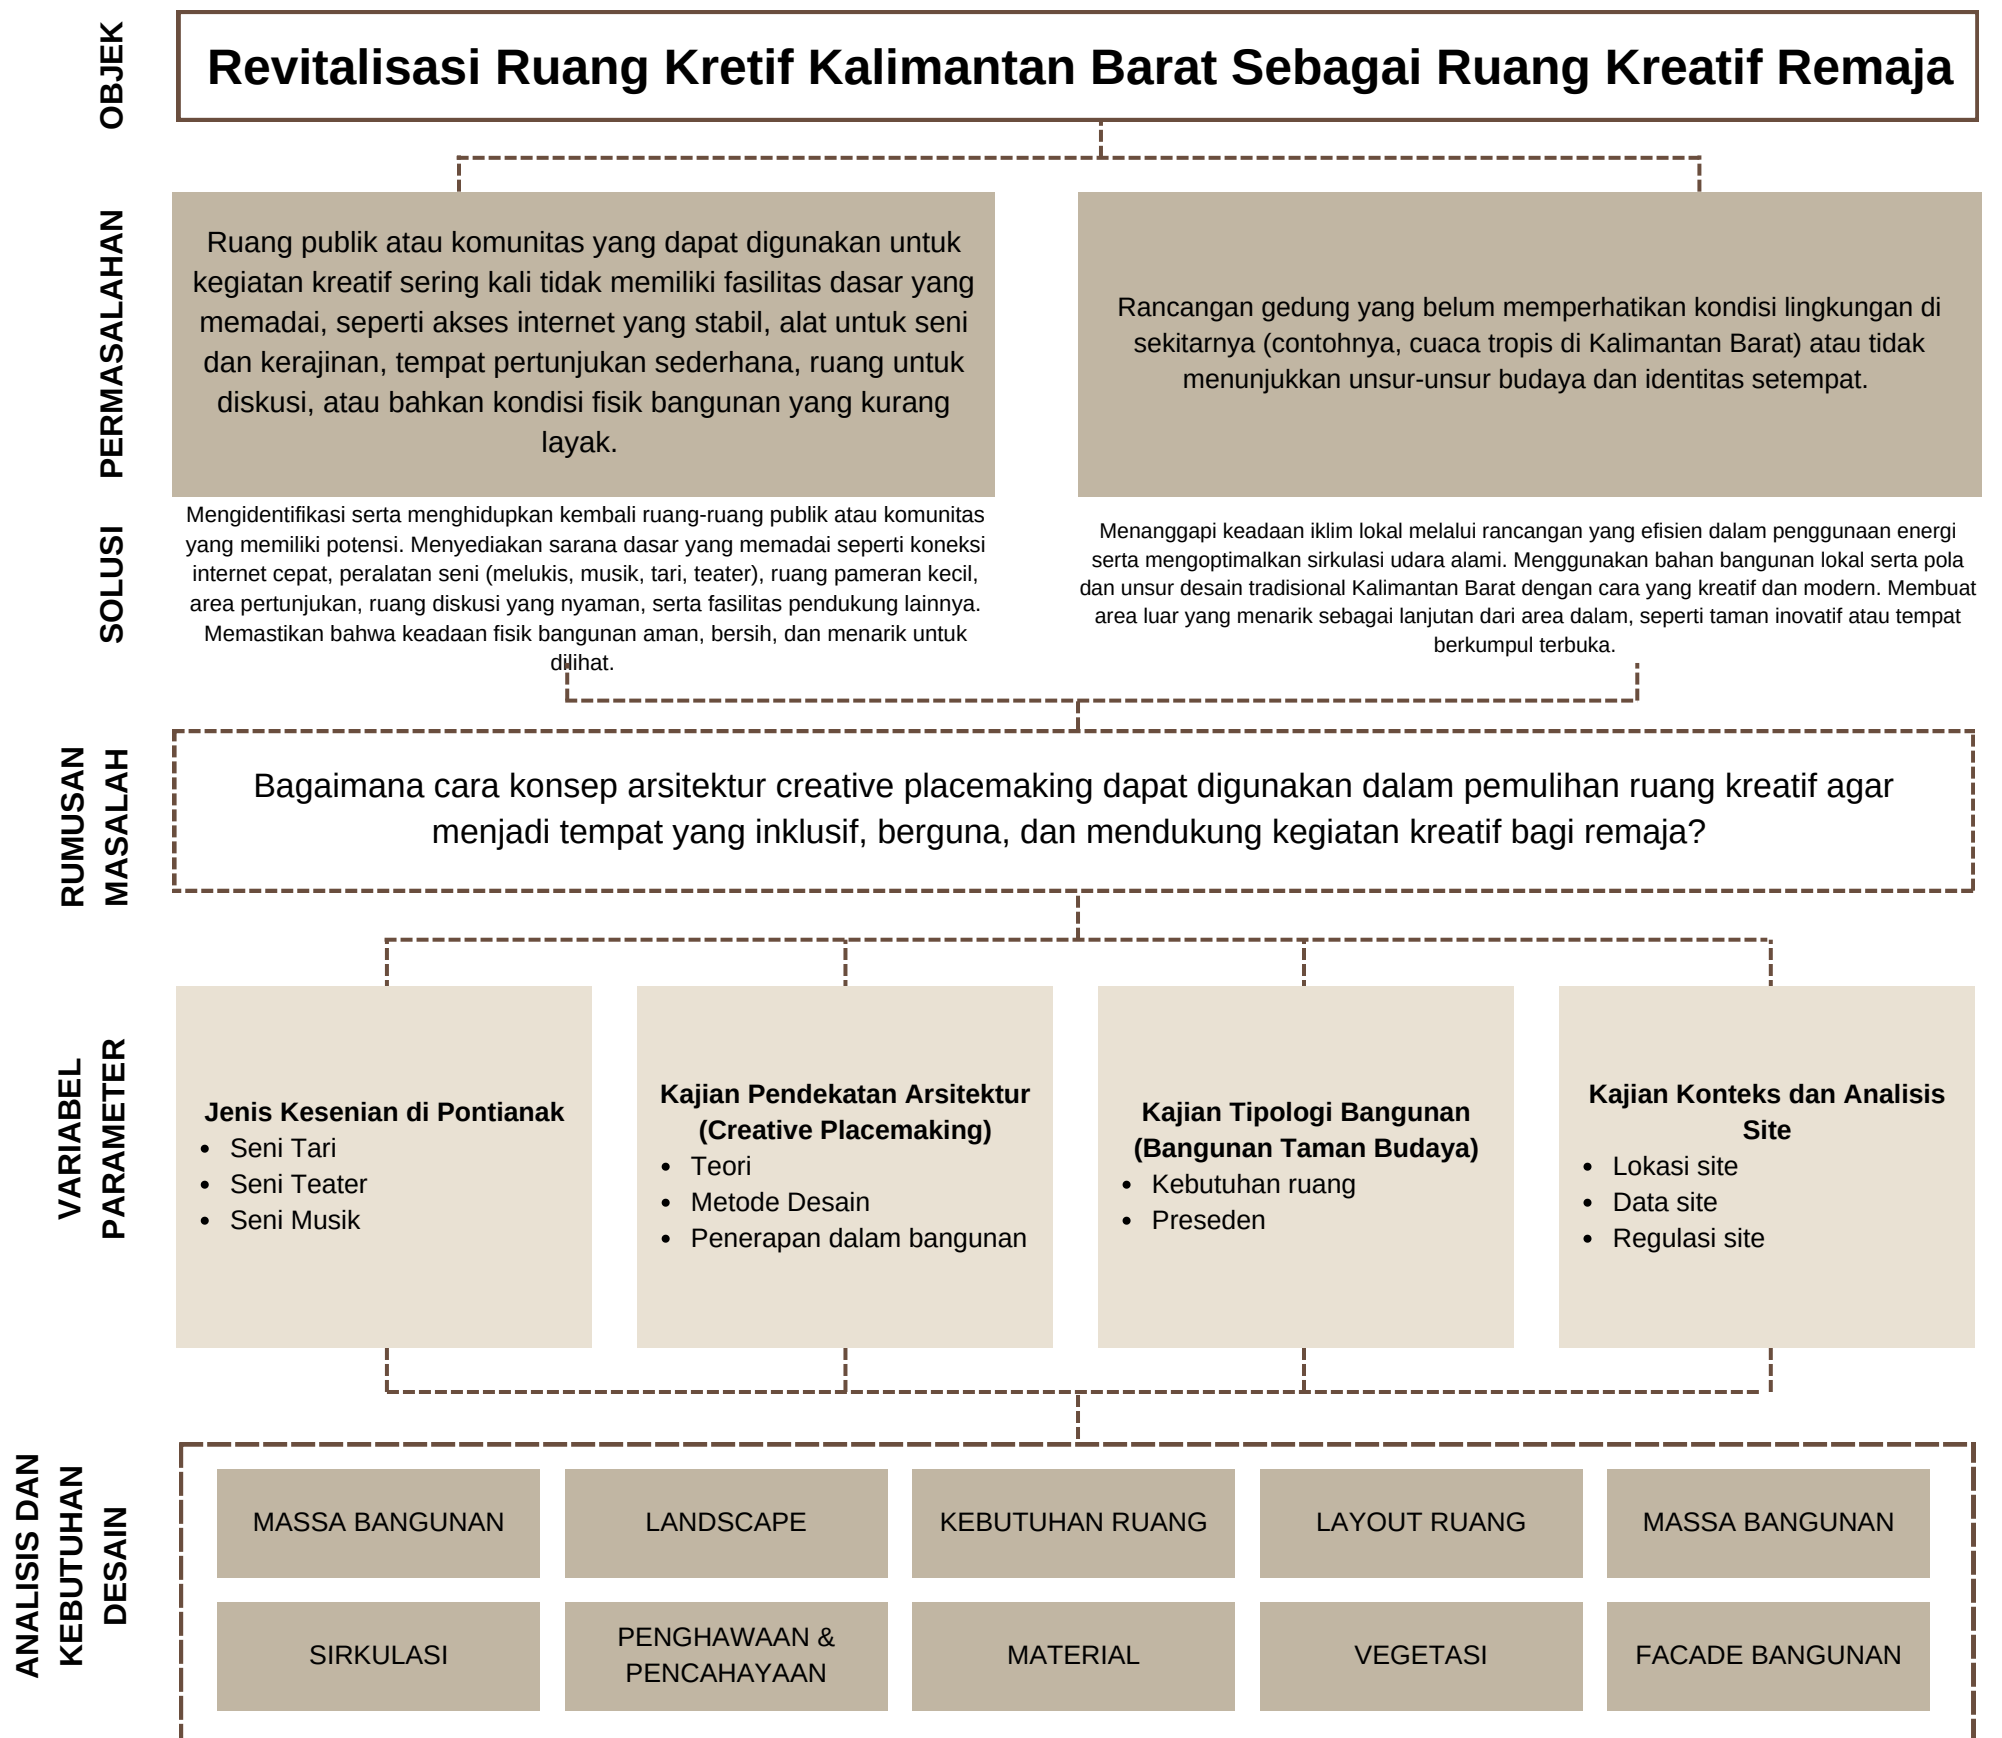 OBJEK
Revitalisasi Ruang Kretif Kalimantan Barat Sebagai Ruang Kreatif Remaja
PERMASALAHAN
Ruang publik atau komunitas yang dapat digunakan untuk
kegiatan kreatif sering kali tidak memiliki fasilitas dasar yang
memadai, seperti akses internet yang stabil, alat untuk seni
dan kerajinan, tempat pertunjukan sederhana, ruang untuk
diskusi, atau bahkan kondisi fisik bangunan yang kurang
layak.
Rancangan gedung yang belum memperhatikan kondisi lingkungan di
sekitarnya (contohnya, cuaca tropis di Kalimantan Barat) atau tidak
menunjukkan unsur-unsur budaya dan identitas setempat.
SOLUSI
Mengidentifikasi serta menghidupkan kembali ruang-ruang publik atau komunitas
yang memiliki potensi. Menyediakan sarana dasar yang memadai seperti koneksi
internet cepat, peralatan seni (melukis, musik, tari, teater), ruang pameran kecil,
area pertunjukan, ruang diskusi yang nyaman, serta fasilitas pendukung lainnya.
Memastikan bahwa keadaan fisik bangunan aman, bersih, dan menarik untuk
dilihat.
Menanggapi keadaan iklim lokal melalui rancangan yang efisien dalam penggunaan energi
serta mengoptimalkan sirkulasi udara alami. Menggunakan bahan bangunan lokal serta pola
dan unsur desain tradisional Kalimantan Barat dengan cara yang kreatif dan modern. Membuat
area luar yang menarik sebagai lanjutan dari area dalam, seperti taman inovatif atau tempat
berkumpul terbuka.
RUMUSAN
MASALAH
Bagaimana cara konsep arsitektur creative placemaking dapat digunakan dalam pemulihan ruang kreatif agar
menjadi tempat yang inklusif, berguna, dan mendukung kegiatan kreatif bagi remaja?
VARIABEL
PARAMETER
Jenis Kesenian di Pontianak
• Seni Tari
• Seni Teater
• Seni Musik
Kajian Pendekatan Arsitektur
(Creative Placemaking)
• Teori
• Metode Desain
• Penerapan dalam bangunan
Kajian Tipologi Bangunan
(Bangunan Taman Budaya)
• Kebutuhan ruang
• Preseden
Kajian Konteks dan Analisis
Site
• Lokasi site
• Data site
• Regulasi site
ANALISIS DAN
KEBUTUHAN
DESAIN
MASSA BANGUNAN
LANDSCAPE
KEBUTUHAN RUANG
LAYOUT RUANG
MASSA BANGUNAN
SIRKULASI
PENGHAWAAN &
PENCAHAYAAN
MATERIAL
VEGETASI
FACADE BANGUNAN